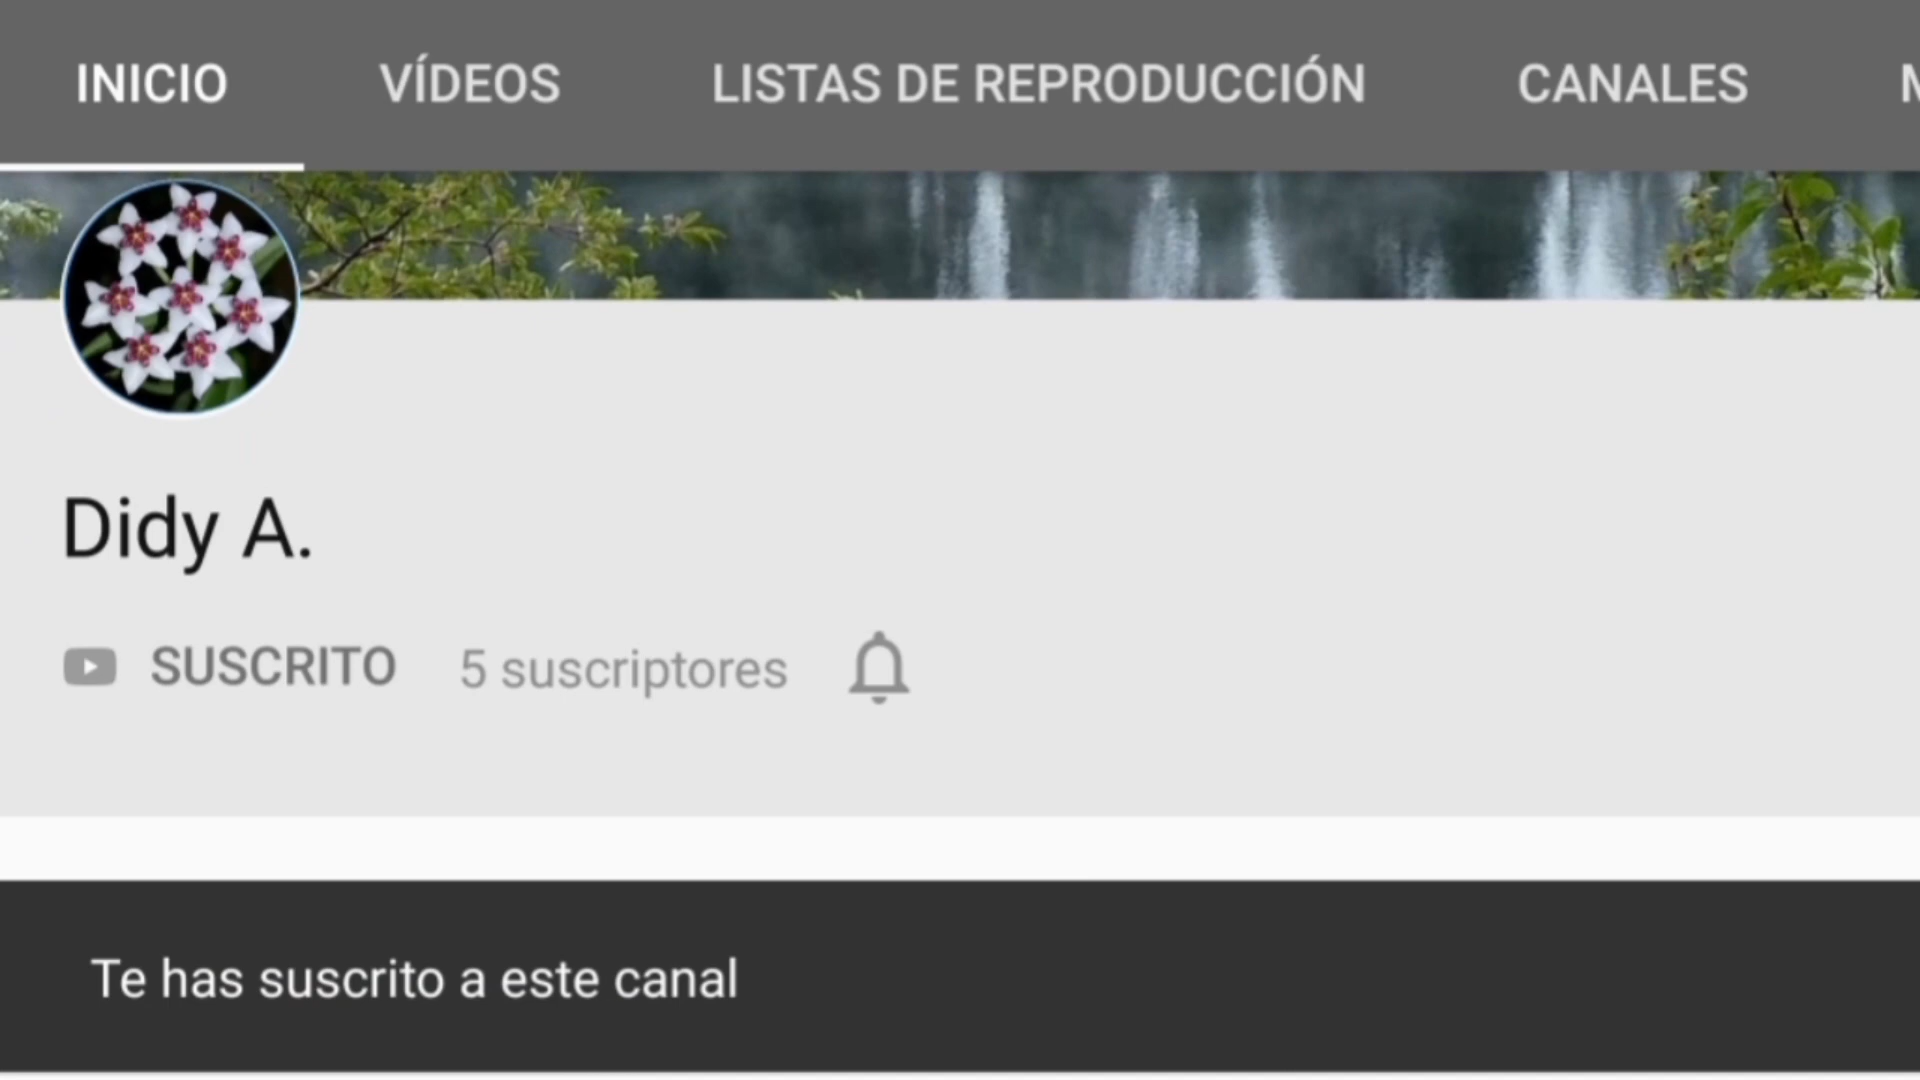 INICIO VÍDEOS LISTAS DE REPRODUCCIÓN CANALES
Didy A.
SUSCRITO 5 suscriptores
Te has suscrito a este canal